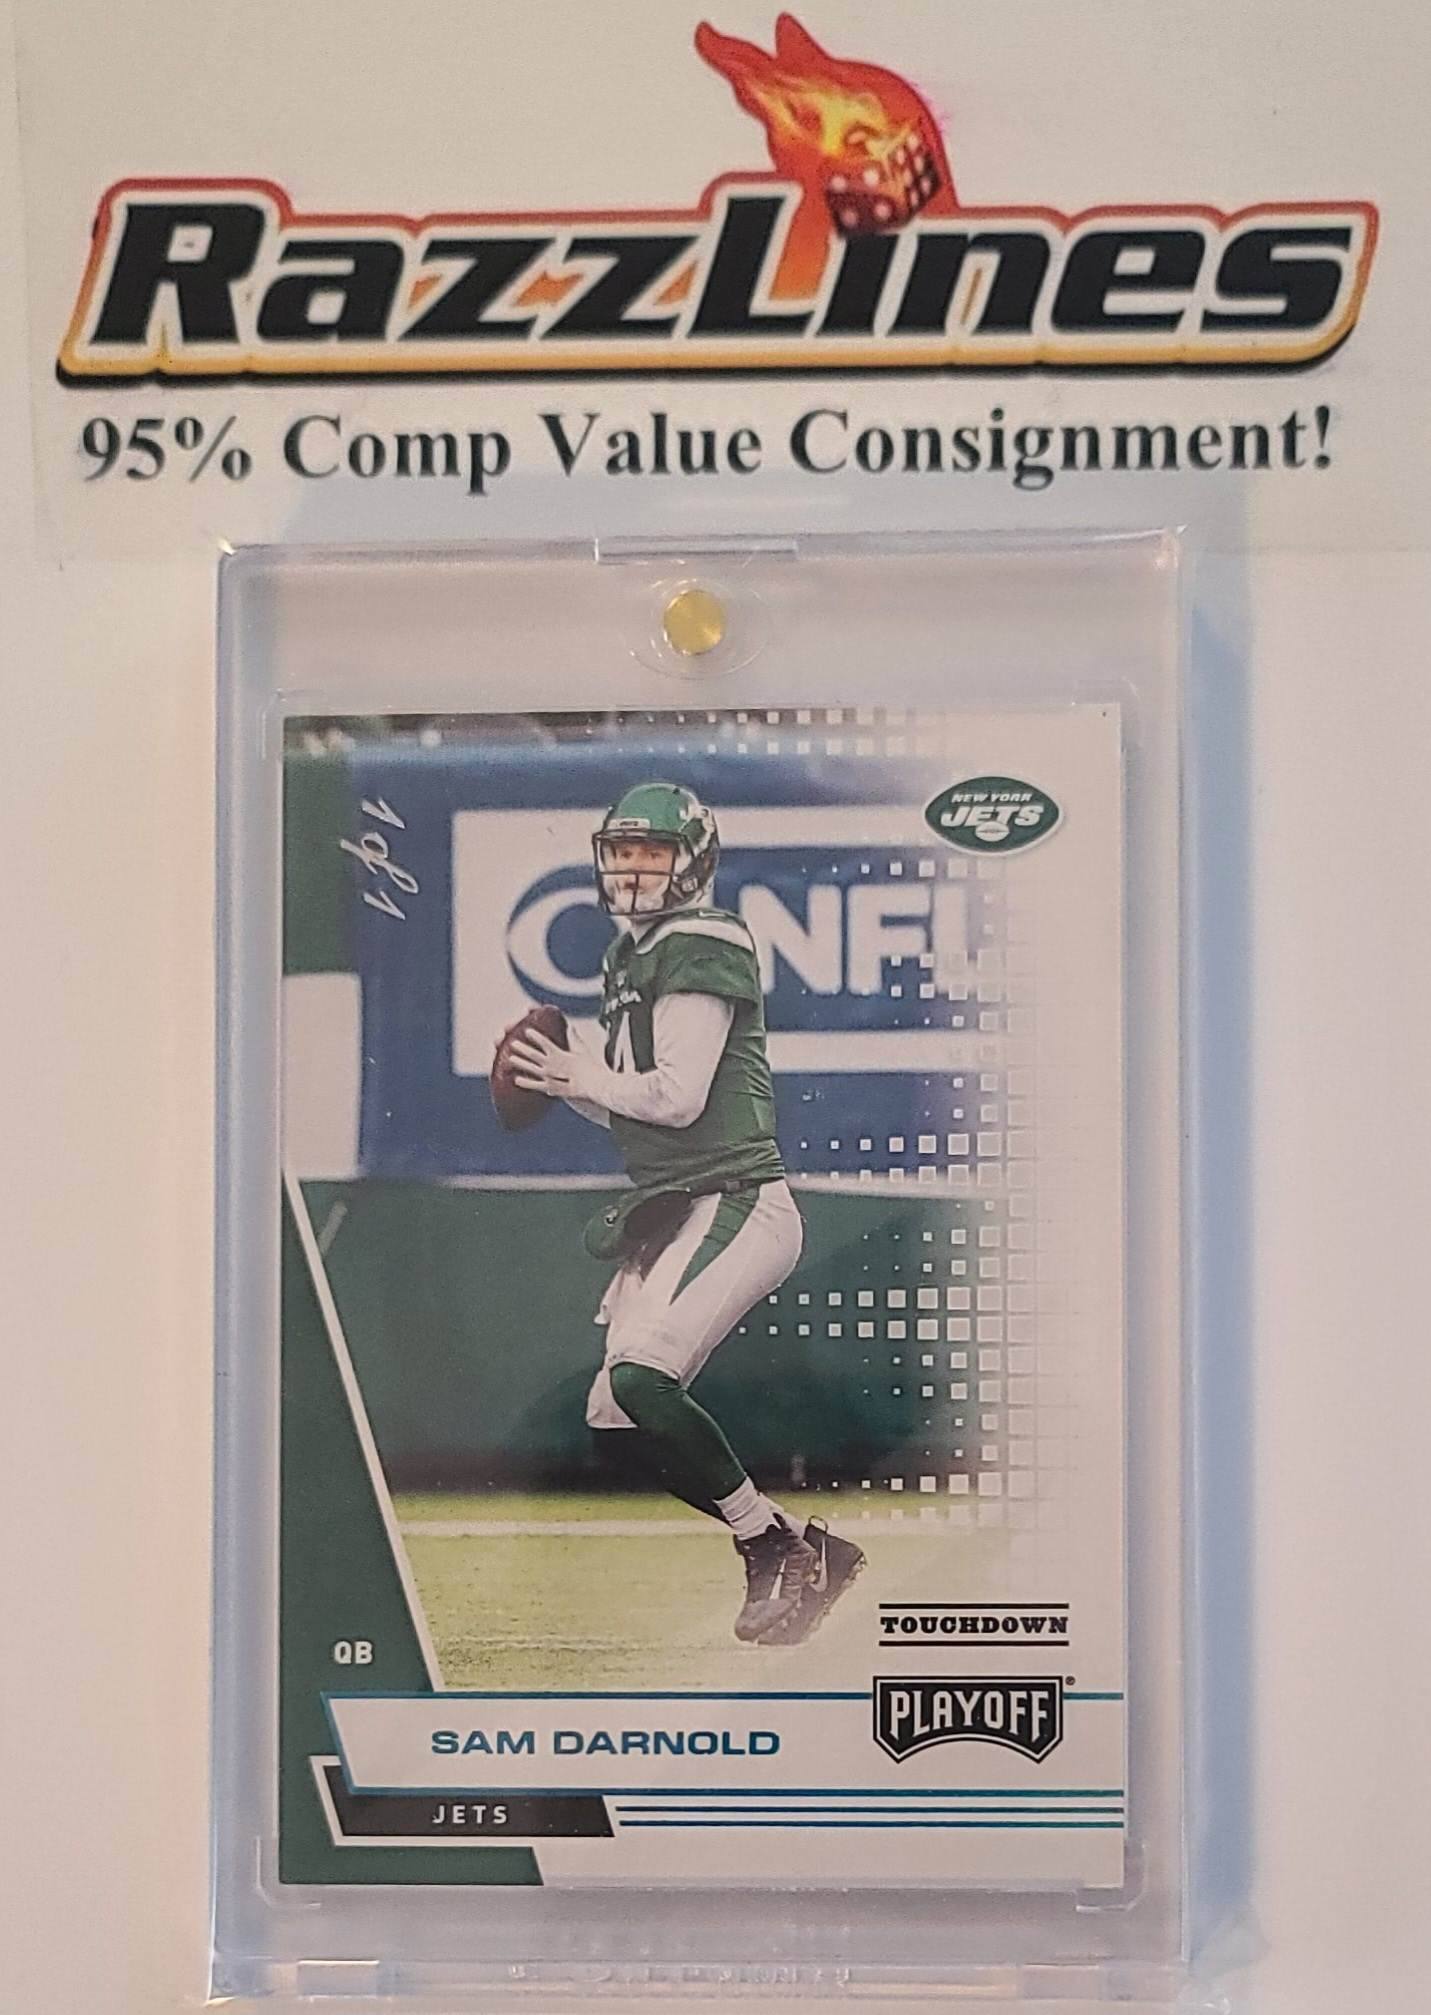 RazzLines
95% Comp Value Consignment!
NEW YORK
JETS
1 of 1
NFL
TOUCHDOWN
QB
PLAYOFF®
SAM DARNOLD
JETS